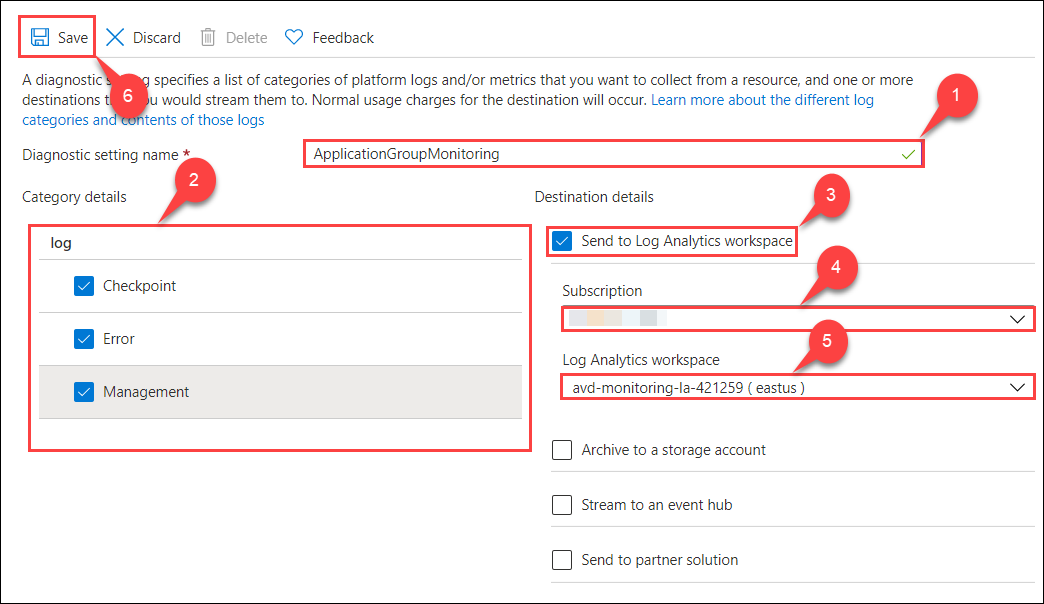 Save Discard Delete Feedback
6
A diagnostic setting specifies a list of categories of platform logs and/or metrics that you want to collect from a resource, and one or more
destinations you would stream them to. Normal usage charges for the destination will occur. Learn more about the different log
categories and contents of those logs
1
Diagnostic setting name *
ApplicationGroupMonitoring
2
Category details
log
Checkpoint
Error
Management
Destination details
3
Send to Log Analytics workspace
4
Subscription
5
Log Analytics workspace
avd-monitoring-la-421259 ( eastus )
Archive to a storage account
Stream to an event hub
Send to partner solution